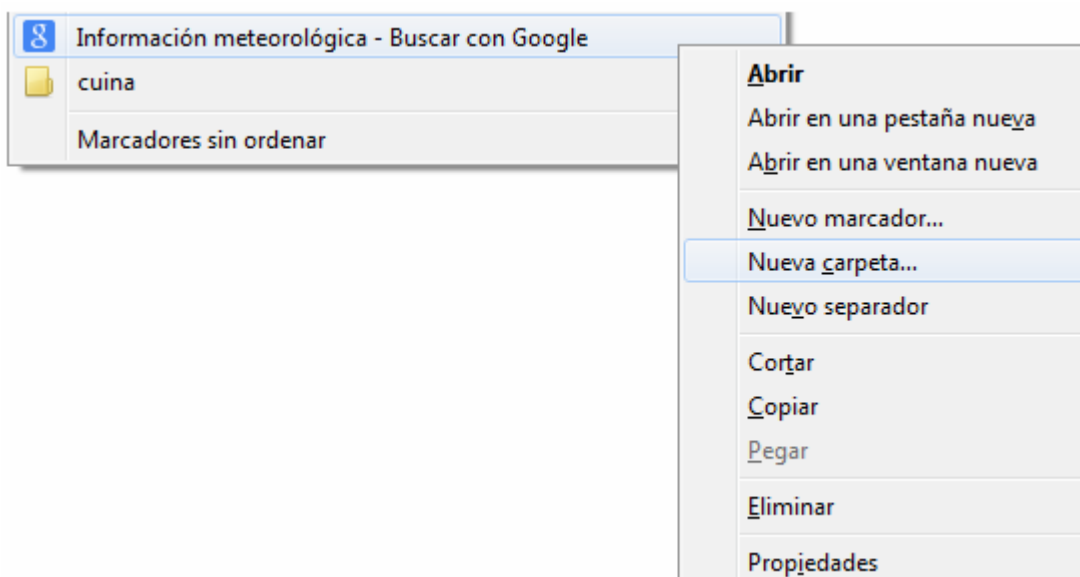 Información meteorológica - Buscar con Google
cuina
Marcadores sin ordenar
Abrir
Abrir en una pestaña nueva
Abrir en una ventana nueva
Nuevo marcador...
Nueva carpeta...
Nuevo separador
Cortar
Copiar
Pegar
Eliminar
Propiedades